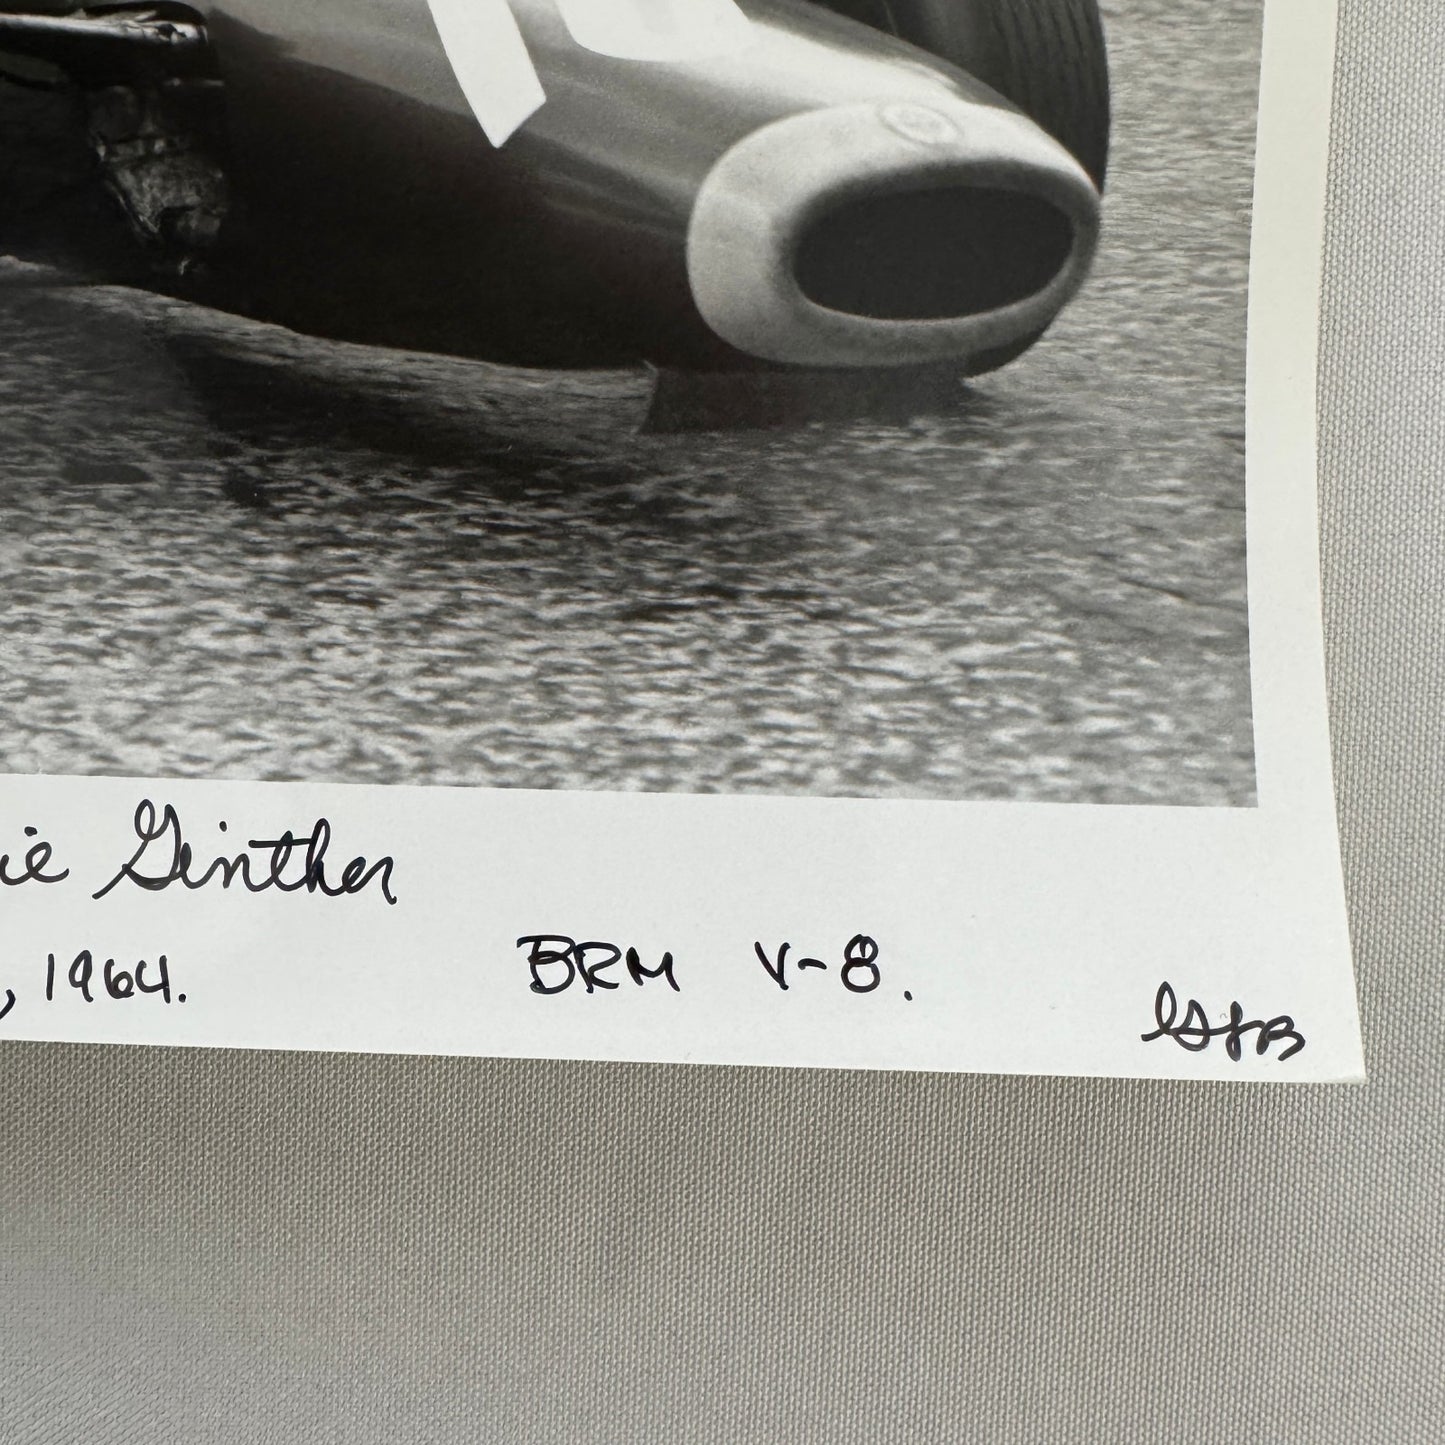 ie Ginther
, 1964. BRM V-8.